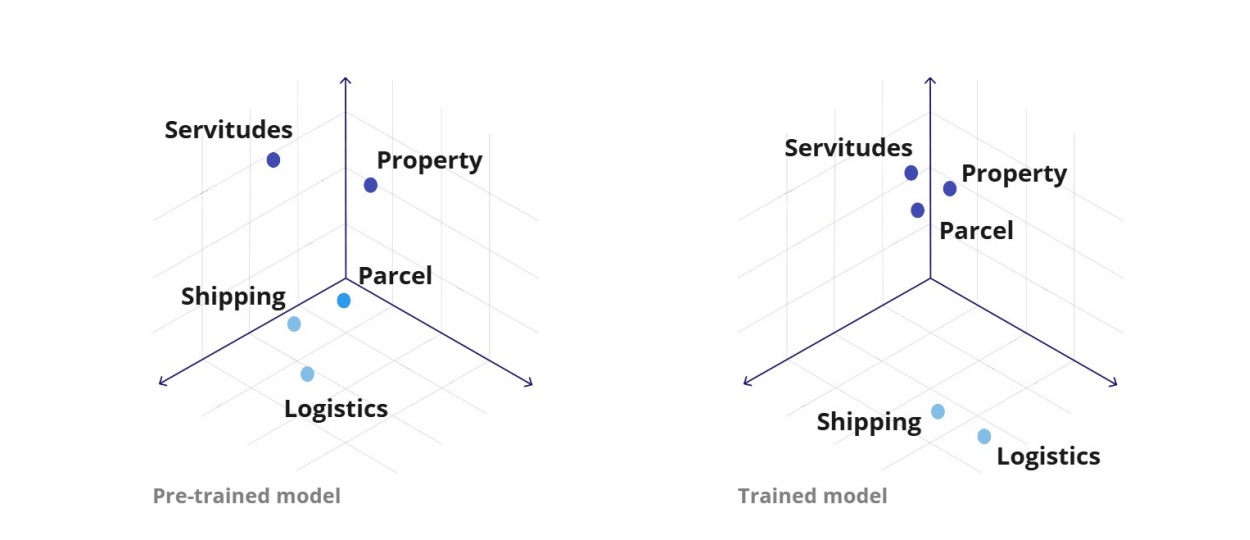 Servitudes
Property
Parcel
Shipping
Logistics
Pre-trained model
Servitudes
Property
Parcel
Shipping
Logistics
Trained model